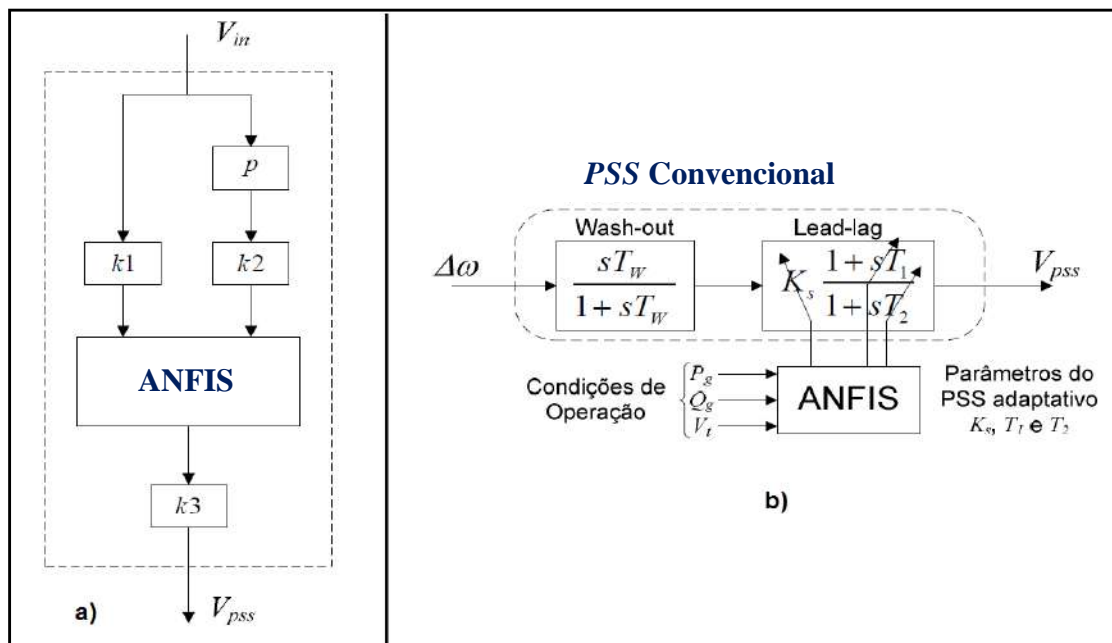 V_in
p
k1
k2
ANFIS
k3
V_pss
a)
PSS Convencional
Wash-out
Lead-lag
Δω
sT_W
1 + sT_W
K_s
1 + sT_1
1 + sT_2
V_pss
Condições de
Operação
P_g
Q_g
V_t
ANFIS
Parâmetros do
PSS adaptativo
K_s, T_1 e T_2
b)